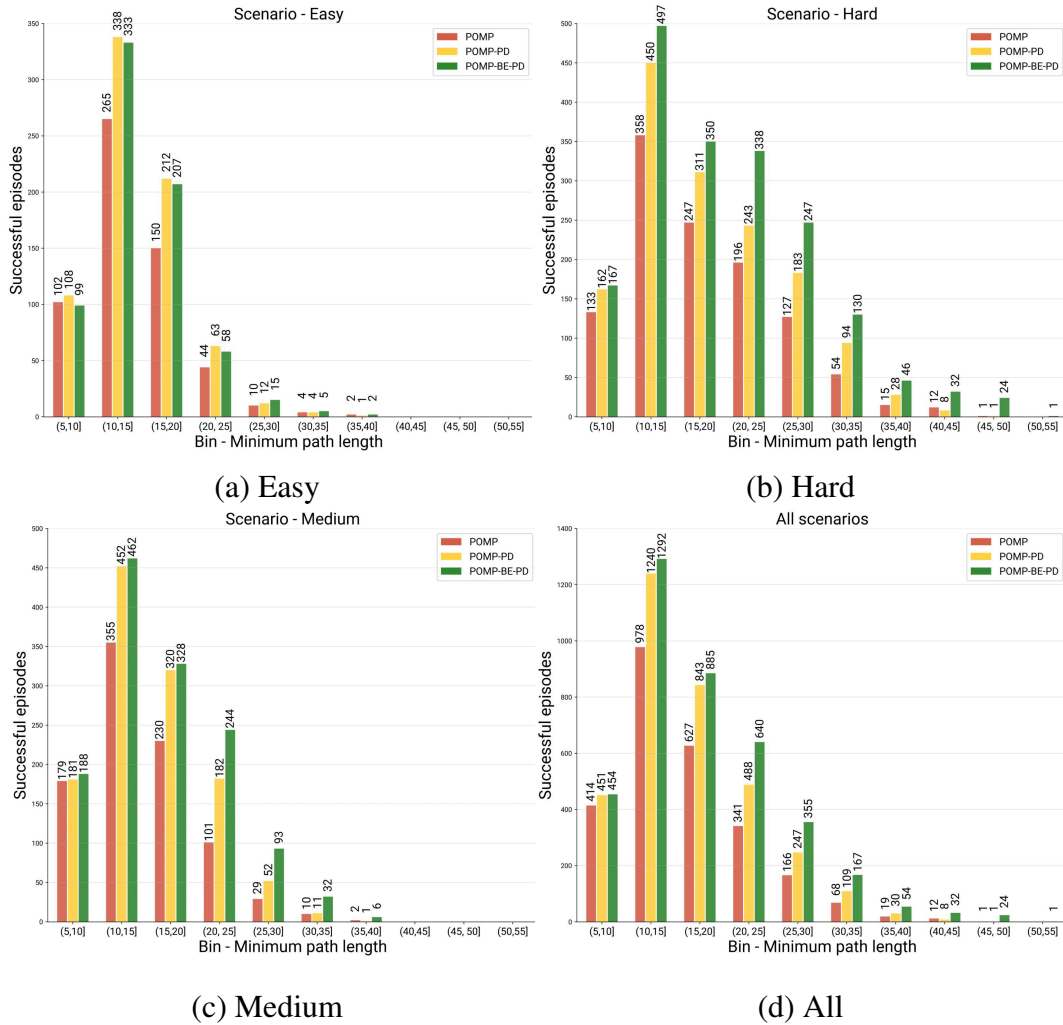 Scenario - Easy
POMP
POMP-PD
POMP-BE-PD
Successful episodes
350
300
250
200
150
100
50
0
102 108 99
265 338 333
150 212 207
44 63 58
10 12 15
4 4 5
2 1 2
(5,10] (10,15] (15,20] (20, 25] (25,30] (30,35] (35,40] (40,45] (45, 50] (50,55]
Bin - Minimum path length
(a) Easy
Scenario - Hard
POMP
POMP-PD
POMP-BE-PD
Successful episodes
500
450
400
350
300
250
200
150
100
50
0
133 162 167
358 450 497
247 311 350
196 243 338
127 183 247
54 94 130
15 28 46
12 8 32
1 1 24
1
(5,10] (10,15] (15,20] (20, 25] (25,30] (30,35] (35,40] (40,45] (45, 50] (50,55]
Bin - Minimum path length
(b) Hard
Scenario - Medium
POMP
POMP-PD
POMP-BE-PD
Successful episodes
500
450
400
350
300
250
200
150
100
50
0
179 181 188
355 452 462
230 320 328
101 182 244
29 52 93
10 11 32
2 1 6
(5,10] (10,15] (15,20] (20, 25] (25,30] (30,35] (35,40] (40,45] (45, 50] (50,55]
Bin - Minimum path length
(c) Medium
All scenarios
POMP
POMP-PD
POMP-BE-PD
Successful episodes
1400
1200
1000
800
600
400
200
0
414 451 454
978 1240 1292
627 843 885
341 488 640
166 247 355
68 109 167
19 30 54
12 8 32
1 1 24
1
(5,10] (10,15] (15,20] (20, 25] (25,30] (30,35] (35,40] (40,45] (45, 50] (50,55]
Bin - Minimum path length
(d) All